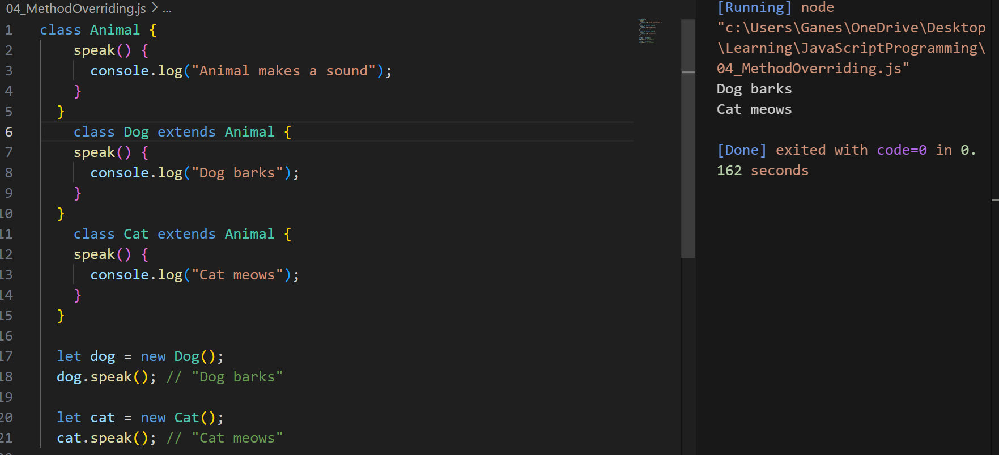 04_MethodOverriding.js > ...
1 class Animal {
2 speak() {
3 console.log("Animal makes a sound");
4 }
5 }
6 class Dog extends Animal {
7 speak() {
8 console.log("Dog barks");
9 }
10 }
11 class Cat extends Animal {
12 speak() {
13 console.log("Cat meows");
14 }
15 }
16
17 let dog = new Dog();
18 dog.speak(); // "Dog barks"
19
20 let cat = new Cat();
21 cat.speak(); // "Cat meows"
[Running] node
"c:\Users\Ganes\OneDrive\Desktop
\Learning\JavaScriptProgramming\
04_MethodOverriding.js"
Dog barks
Cat meows
[Done] exited with code=0 in 0.
162 seconds